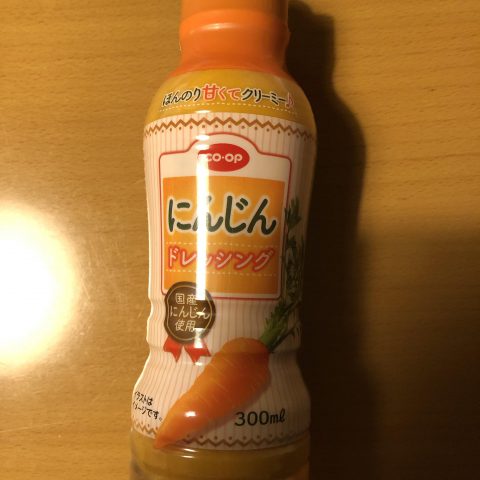 ほんのり甘くてクリーミー♪
CO·OP
にんじん
ドレッシング
国産
にんじん
使用
イラストは
イメージです。
300ml